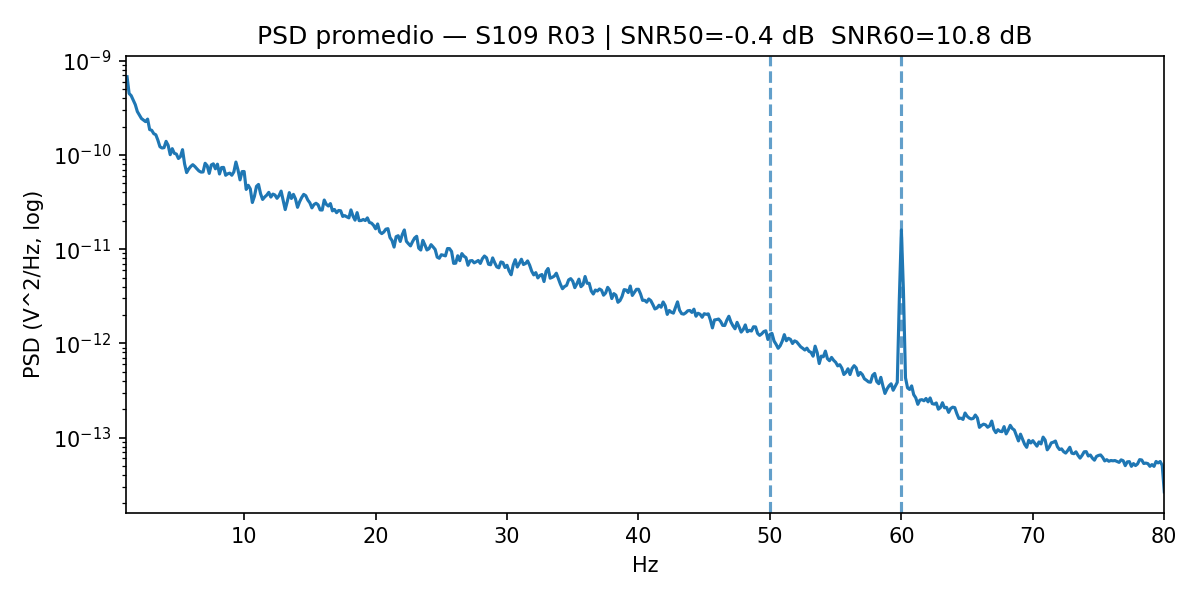 PSD promedio — S109 R03 | SNR50=-0.4 dB  SNR60=10.8 dB
PSD (V^2/Hz, log)
10⁻⁹
10⁻¹⁰
10⁻¹¹
10⁻¹²
10⁻¹³
10 20 30 40 50 60 70 80
Hz